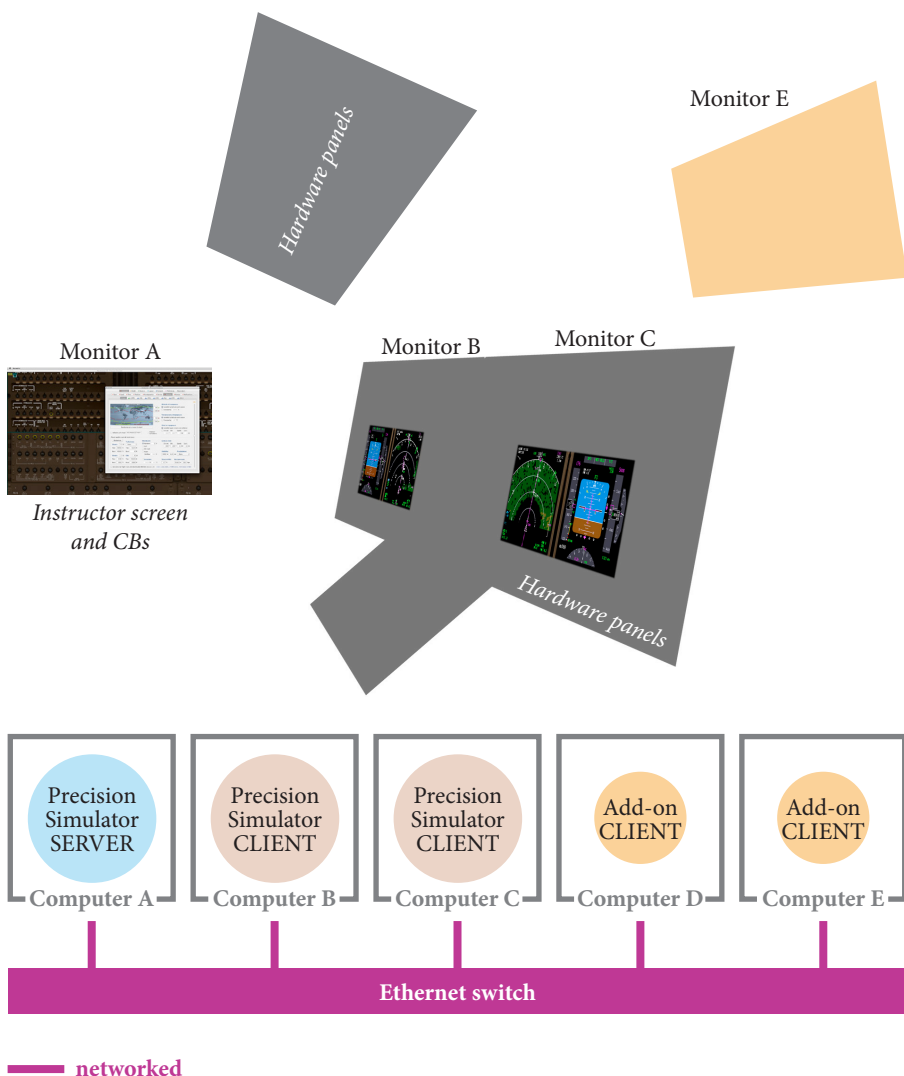 Hardware panels
Monitor E
Monitor A
Monitor B
Monitor C
Instructor screen
and CBs
Hardware panels
Precision
Simulator
SERVER
Computer A
Precision
Simulator
CLIENT
Computer B
Precision
Simulator
CLIENT
Computer C
Add-on
CLIENT
Computer D
Add-on
CLIENT
Computer E
Ethernet switch
networked